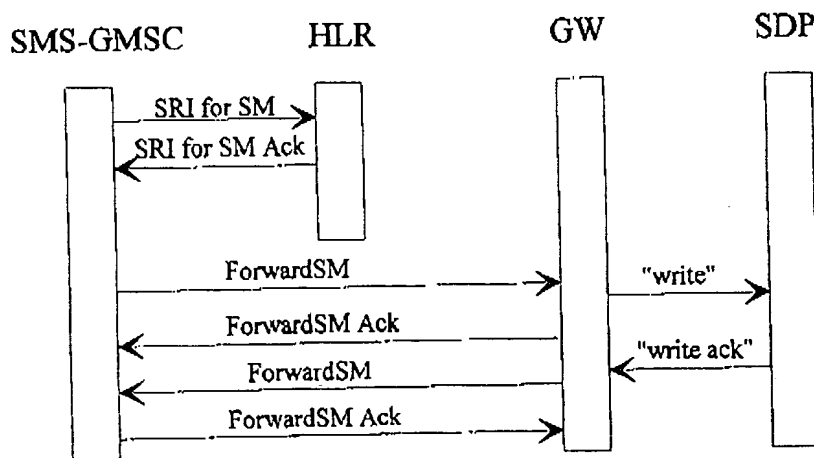 SMS-GMSC HLR GW SDP
SRI for SM
SRI for SM Ack
ForwardSM "write"
ForwardSM Ack
"write ack"
ForwardSM
ForwardSM Ack